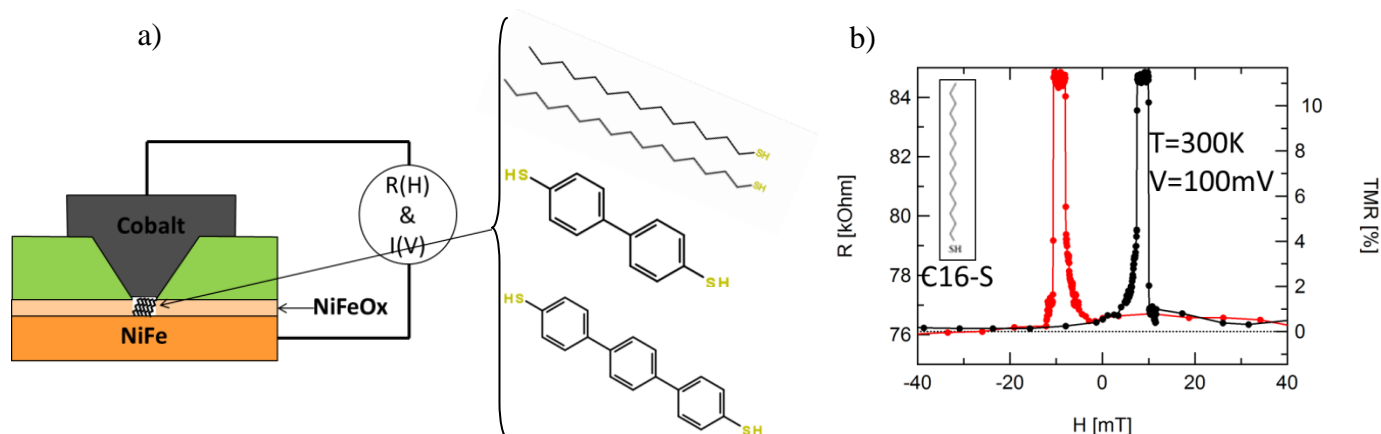 a)
Cobalt
NiFeOx
NiFe
R(H)
&
I(V)
SH
SH
HS
SH
HS
SH
b)
84
82
80
78
76
R [kOhm]
10
8
6
4
2
0
TMR [%]
T=300K
V=100mV
SH
C16-S
-40
-20
0
20
40
H [mT]